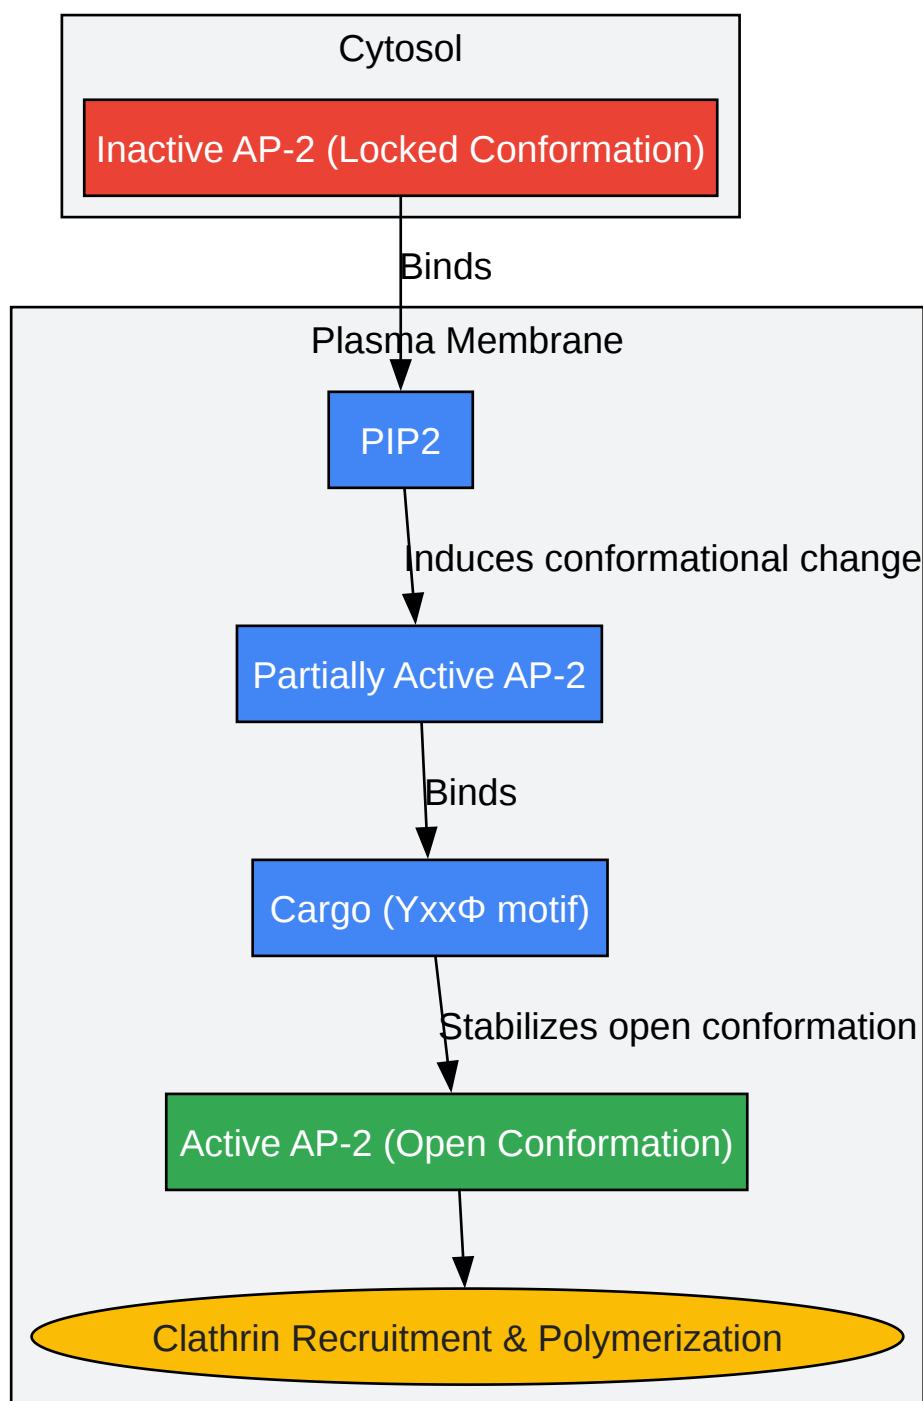 Cytosol
Inactive AP-2 (Locked Conformation)
Binds
Plasma Membrane
PIP2
Induces conformational change
Partially Active AP-2
Binds
Cargo (YxxΦ motif)
Stabilizes open conformation
Active AP-2 (Open Conformation)
Clathrin Recruitment & Polymerization